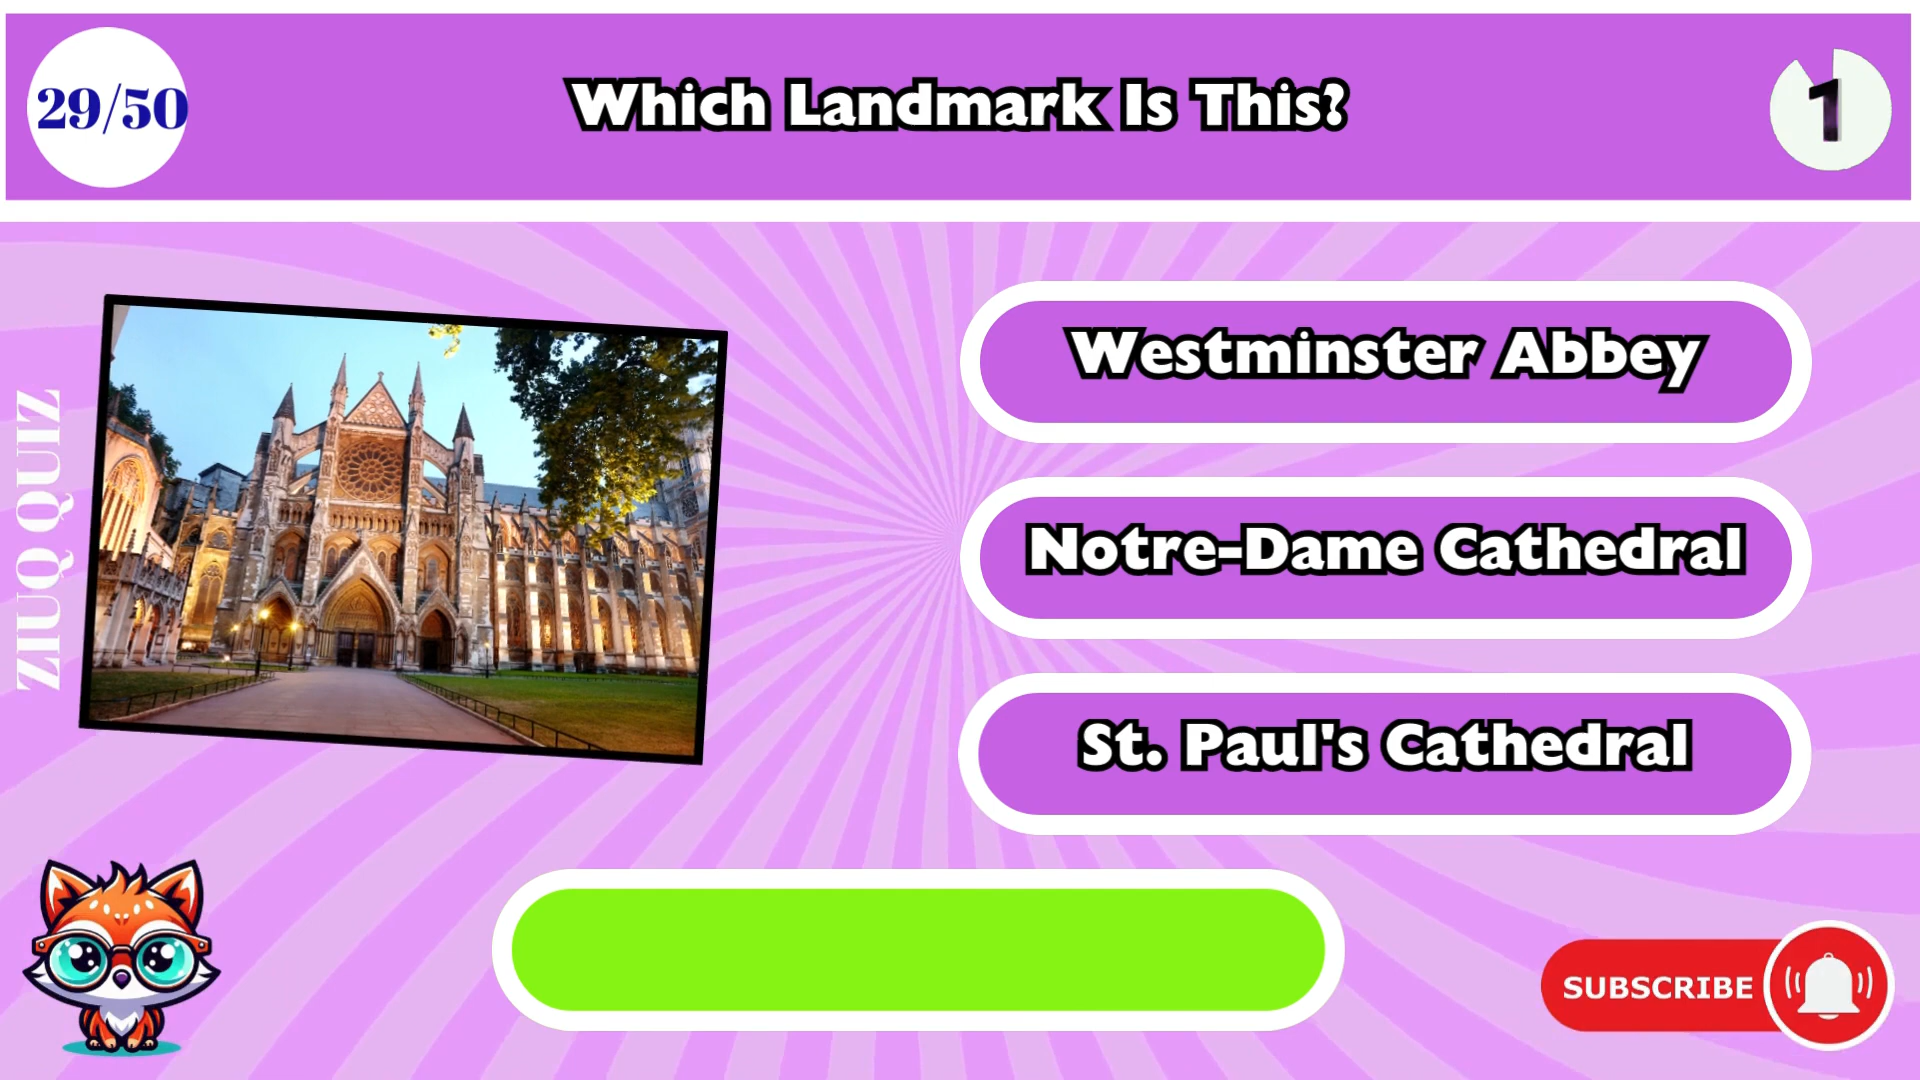 29/50
Which Landmark Is This?
1
ZIUQ QUIZ
Westminster Abbey
Notre-Dame Cathedral
St. Paul's Cathedral
SUBSCRIBE